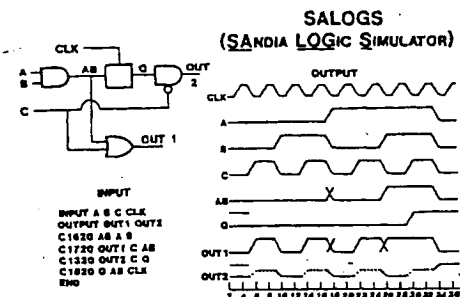 SALOGS
(SANDIA LOGIC SIMULATOR)
CLK
A
B
AB
Q
OUT
2
C
OUT 1
INPUT
INPUT A B C CLK
OUTPUT OUT1 OUT2
C1620 AB A B
C1720 OUT1 C AB
C1330 OUT2 C Q
C1820 Q AB CLK
END
OUTPUT
CLK
A
B
C
AB
Q
OUT1
OUT2